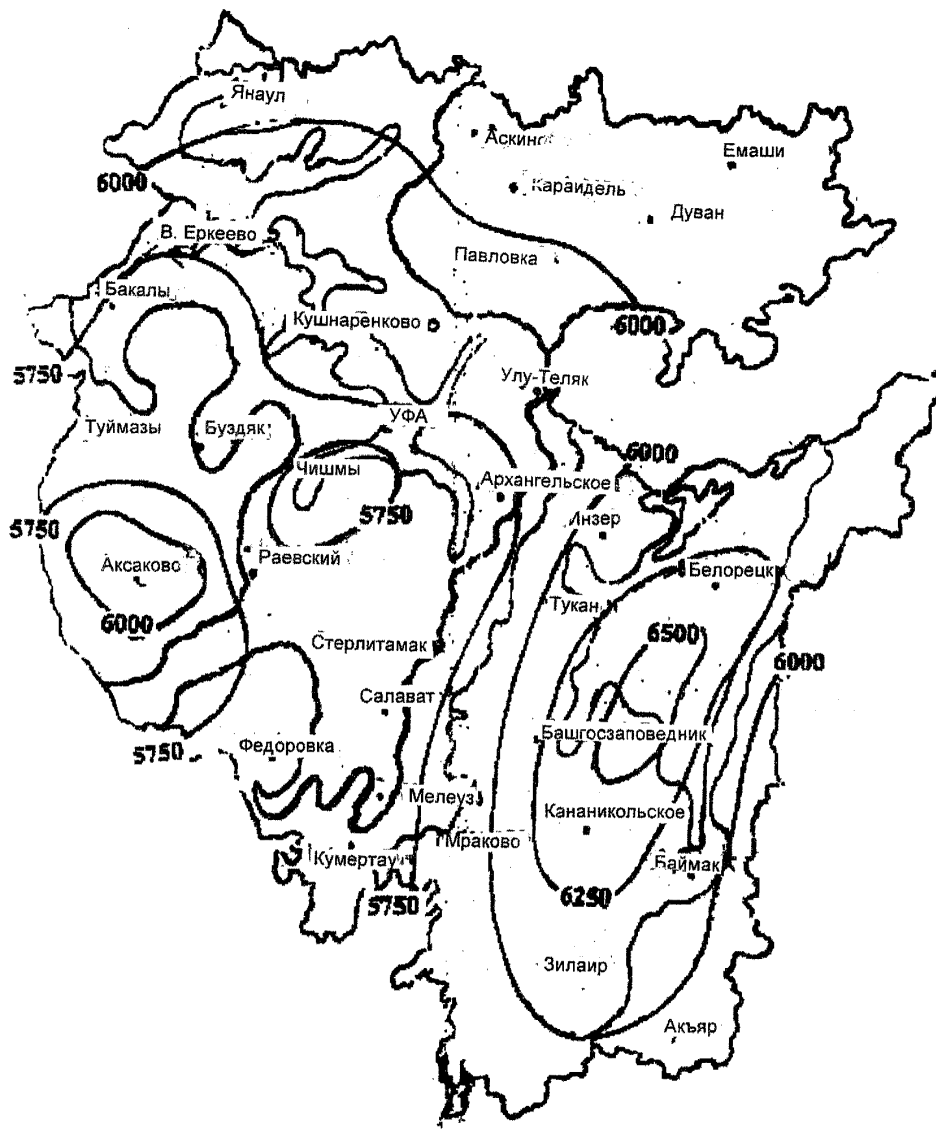 Янаул
Аскино
Емаши
6000
Караидель
Дуван
В. Еркеево
Павловка
Бакалы
Кушнаренково
6000
5750
Улу-Теляк
Туймазы
Буздяк
УФА
6000
Чишмы
Архангельское
5750
5750
Инзер
Аксаково
Раевский
Белорецк
Тукан
6000
6500
Стерлитамак
6000
Салават
5750
Федоровка
Башгосзаповедник
Мелеуз
Кананикольское
Мраково
Кумертау
Баймак
5750
6250
Зилаир
Акъяр